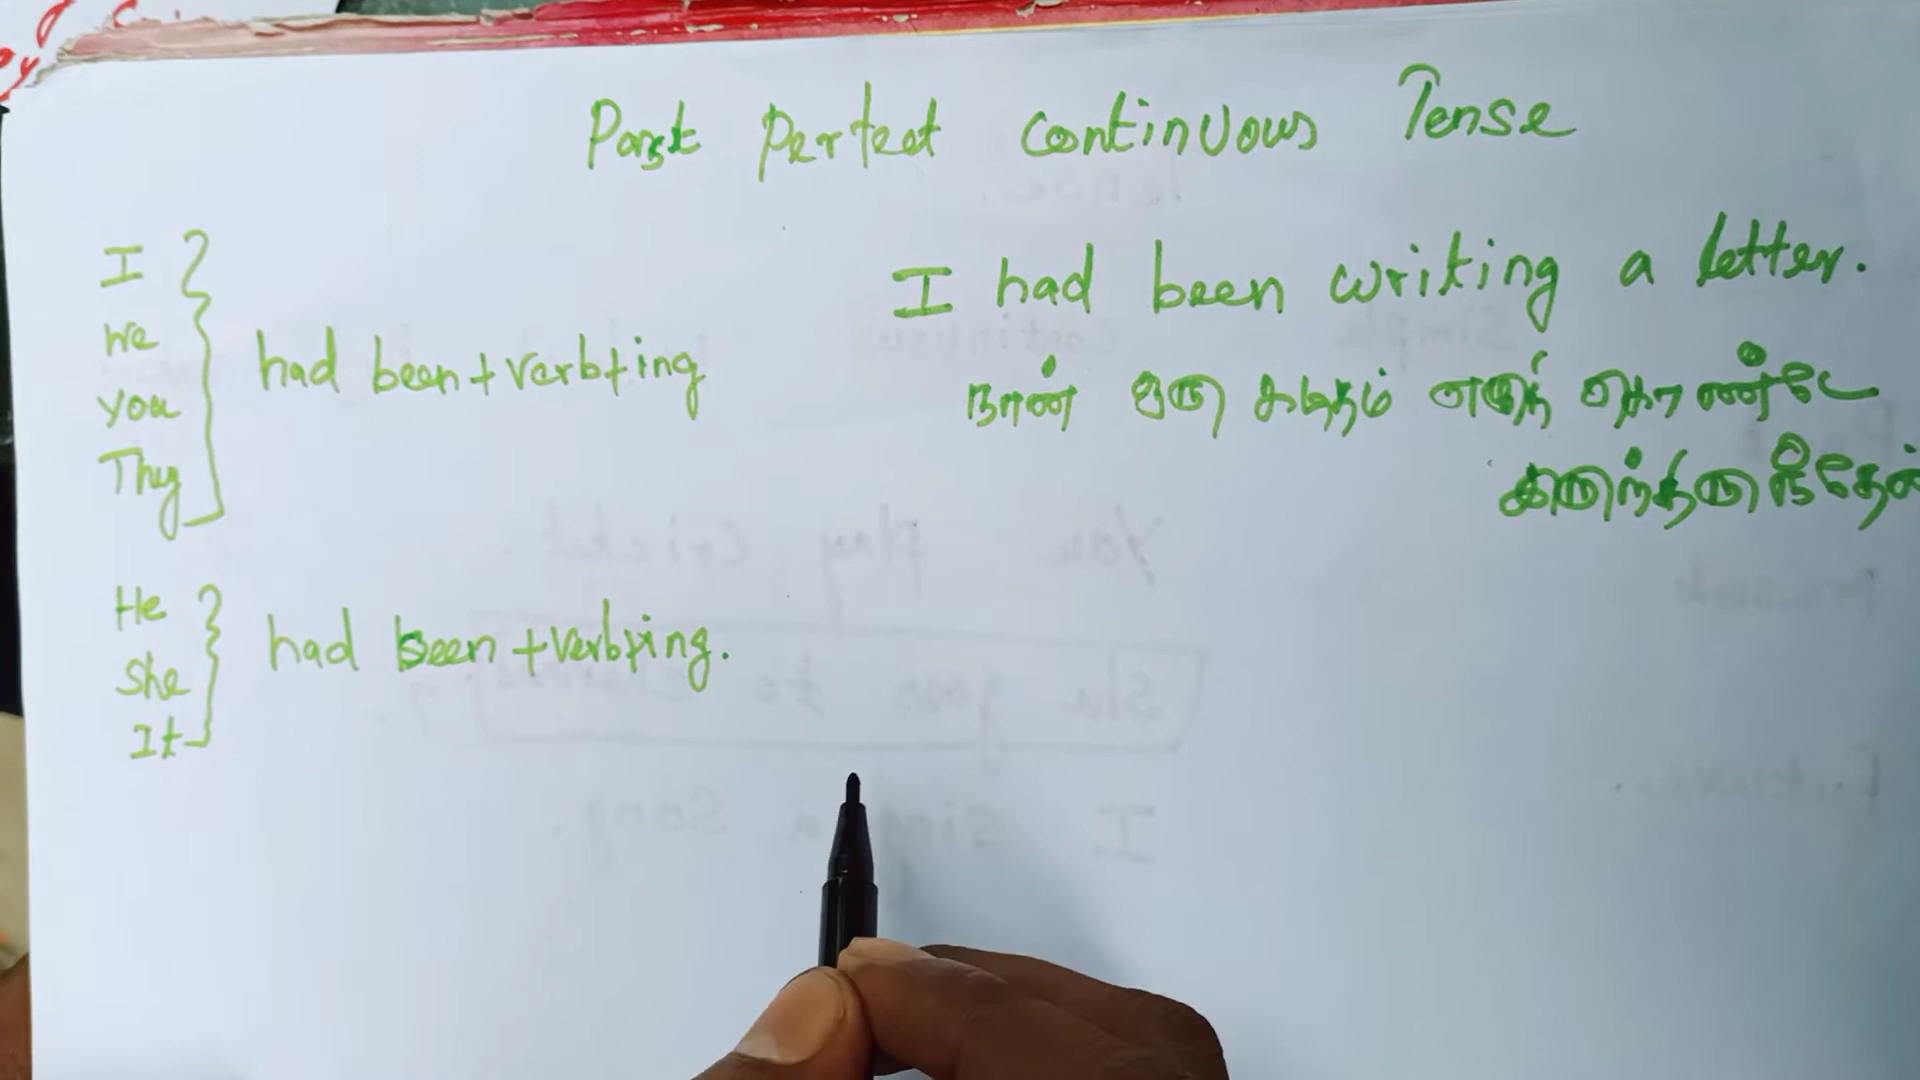 Past Perfect continuous Tense
I
we
you
They
had been+verb+ing
I had been writing a letter.
நான் ஒரு கடிதம் எழுதி கொண்டே
He
She
It
had been +verb+ing.